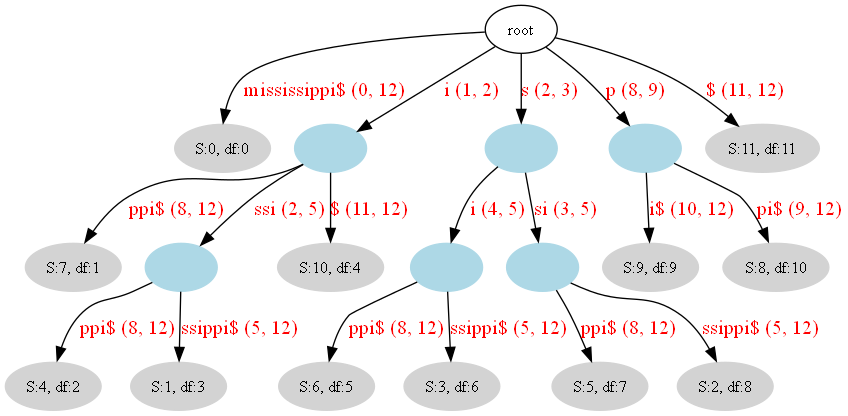 root
mississippi$ (0, 12)
i (1, 2)
s (2, 3)
p (8, 9)
$ (11, 12)
S:0, df:0
S:11, df:11
ppi$ (8, 12)
ssi (2, 5)
$ (11, 12)
i (4, 5)
si (3, 5)
i$ (10, 12)
pi$ (9, 12)
S:7, df:1
S:10, df:4
S:9, df:9
S:8, df:10
ppi$ (8, 12)
ssippi$ (5, 12)
ppi$ (8, 12)
ssippi$ (5, 12)
ppi$ (8, 12)
ssippi$ (5, 12)
S:4, df:2
S:1, df:3
S:6, df:5
S:3, df:6
S:5, df:7
S:2, df:8